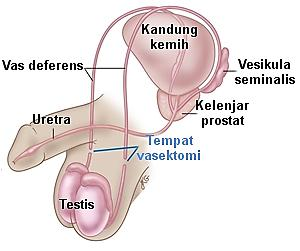 Kandung
kemih
Vas deferens
Vesikula
seminalis
Kelenjar
prostat
Uretra
Tempat
vasektomi
Testis